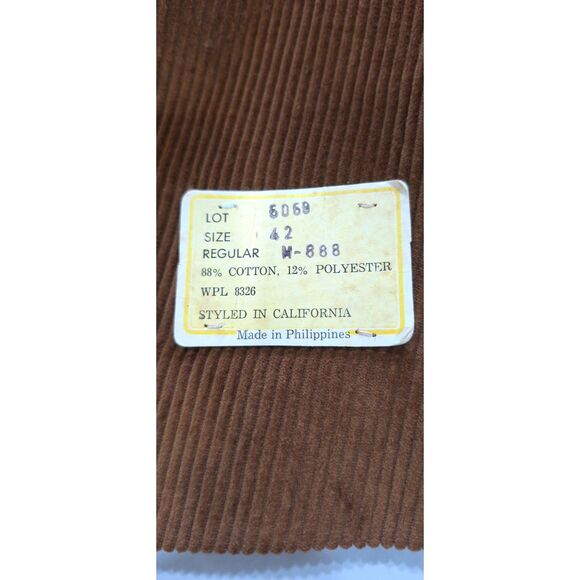 LOT 6069
SIZE 42
REGULAR M-888
88% COTTON, 12% POLYESTER
WPL 8326
STYLED IN CALIFORNIA
Made in Philippines